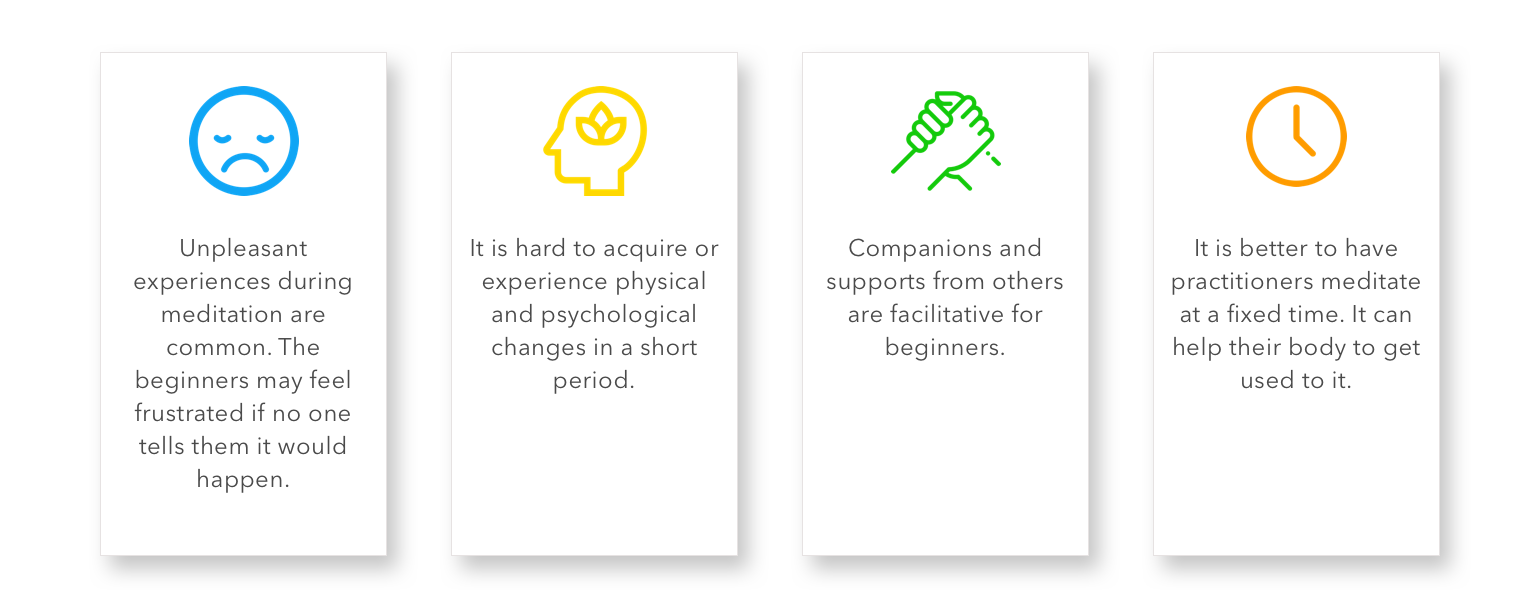 Unpleasant
experiences during
meditation are
common. The
beginners may feel
frustrated if no one
tells them it would
happen.
It is hard to acquire or
experience physical
and psychological
changes in a short
period.
Companions and
supports from others
are facilitative for
beginners.
It is better to have
practitioners meditate
at a fixed time. It can
help their body to get
used to it.